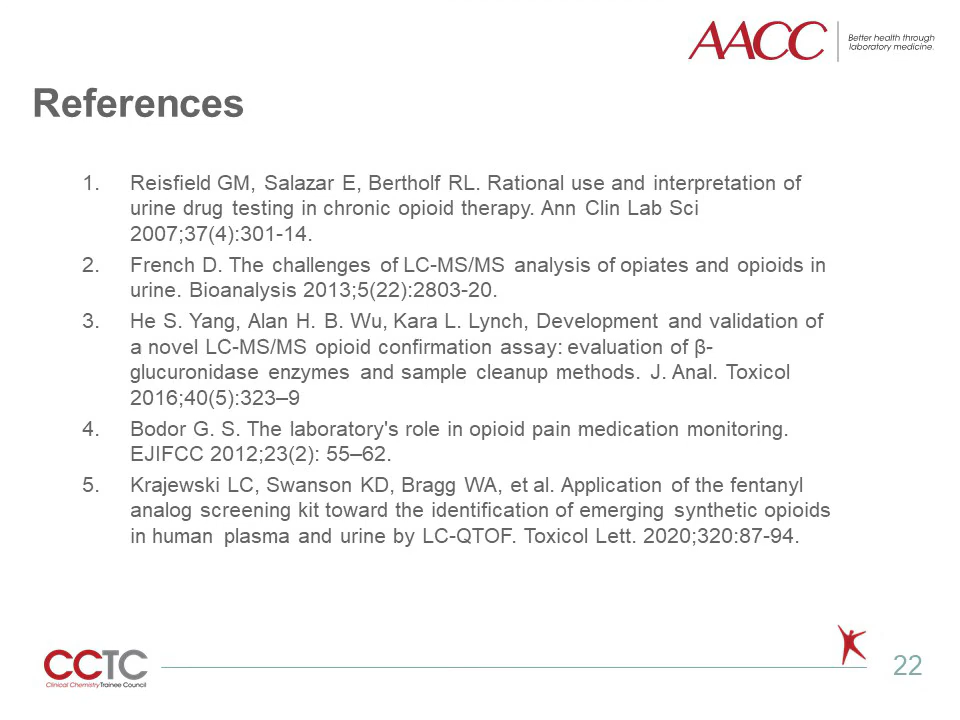 AACC
Better health through
laboratory medicine.
References
1. Reisfield GM, Salazar E, Bertholf RL. Rational use and interpretation of
urine drug testing in chronic opioid therapy. Ann Clin Lab Sci
2007;37(4):301-14.
2. French D. The challenges of LC-MS/MS analysis of opiates and opioids in
urine. Bioanalysis 2013;5(22):2803-20.
3. He S. Yang, Alan H. B. Wu, Kara L. Lynch, Development and validation of
a novel LC-MS/MS opioid confirmation assay: evaluation of β-
glucuronidase enzymes and sample cleanup methods. J. Anal. Toxicol
2016;40(5):323–9
4. Bodor G. S. The laboratory's role in opioid pain medication monitoring.
EJIFCC 2012;23(2): 55–62.
5. Krajewski LC, Swanson KD, Bragg WA, et al. Application of the fentanyl
analog screening kit toward the identification of emerging synthetic opioids
in human plasma and urine by LC-QTOF. Toxicol Lett. 2020;320:87-94.
CCTC
Clinical Chemistry Trainee Council
22